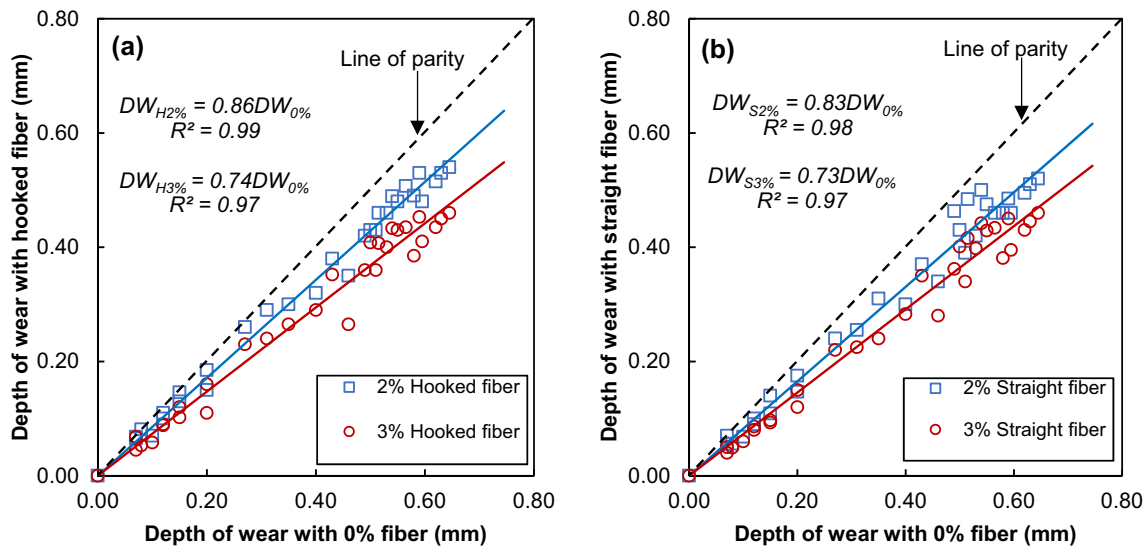 (a)
Line of parity
DW_H2% = 0.86DW_0%
R² = 0.99
DW_H3% = 0.74DW_0%
R² = 0.97
2% Hooked fiber
3% Hooked fiber
Depth of wear with hooked fiber (mm)
0.80
0.60
0.40
0.20
0.00
0.00 0.20 0.40 0.60 0.80
Depth of wear with 0% fiber (mm)
(b)
Line of parity
DW_S2% = 0.83DW_0%
R² = 0.98
DW_S3% = 0.73DW_0%
R² = 0.97
2% Straight fiber
3% Straight fiber
Depth of wear with straight fiber (mm)
0.80
0.60
0.40
0.20
0.00
0.00 0.20 0.40 0.60 0.80
Depth of wear with 0% fiber (mm)